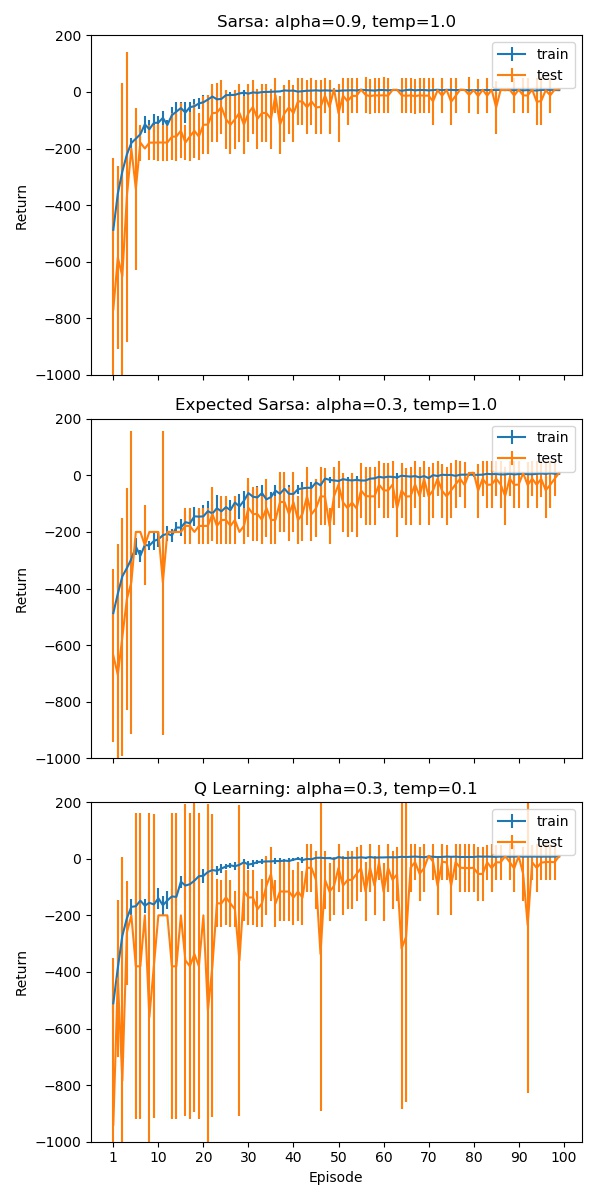 Sarsa: alpha=0.9, temp=1.0
200
0
−200
−400
−600
−800
−1000
Return
train
test
Expected Sarsa: alpha=0.3, temp=1.0
200
0
−200
−400
−600
−800
−1000
Return
train
test
Q Learning: alpha=0.3, temp=0.1
200
0
−200
−400
−600
−800
−1000
Return
train
test
1 10 20 30 40 50 60 70 80 90 100
Episode